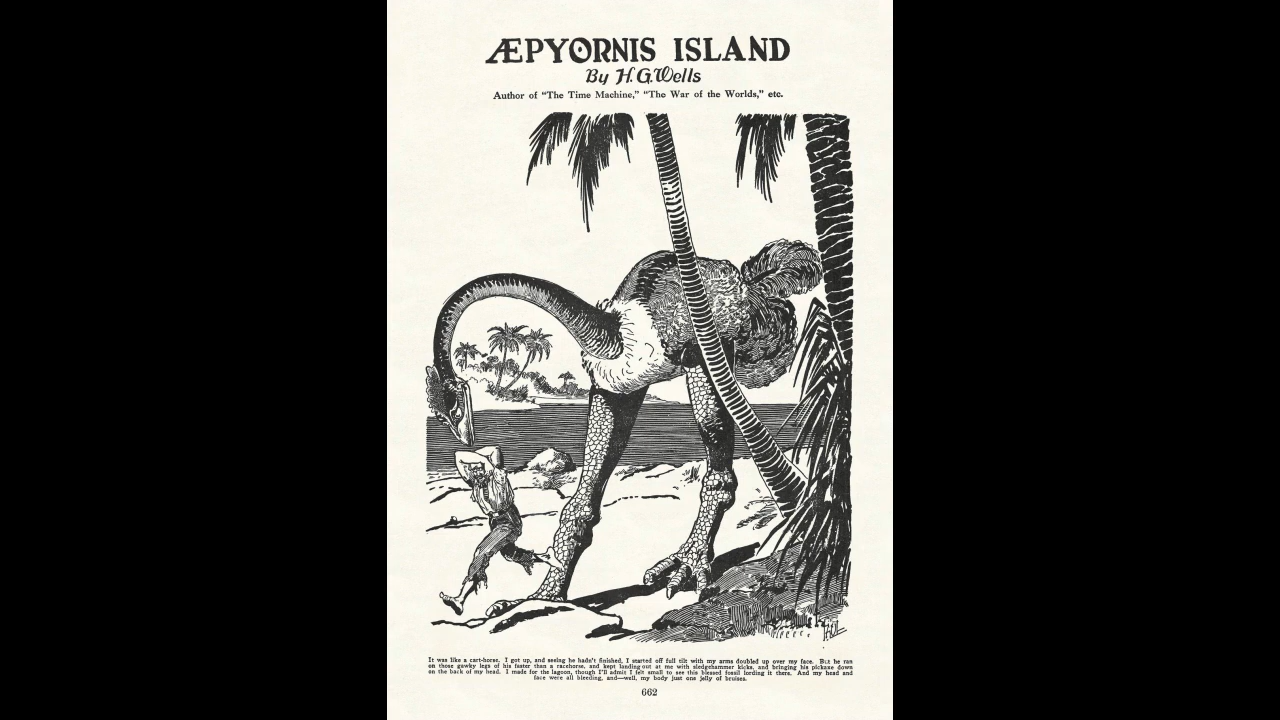 ÆPYORNIS ISLAND
By H. G. Wells
Author of "The Time Machine," "The War of the Worlds," etc.
It was like a cart-horse. I got up, and seeing he hadn't finished, I started off full tilt with my arms doubled up over my face. But he ran
on those gawky legs of his faster than a racehorse, and kept landing out at me with sledgehammer kicks, and bringing his pickaxe down
on the back of my head. I made for the lagoon, though I'll admit I felt small to see this blessed fossil lording it there. And my head and
face were all bleeding, and—well, my body just one jelly of bruises.
662